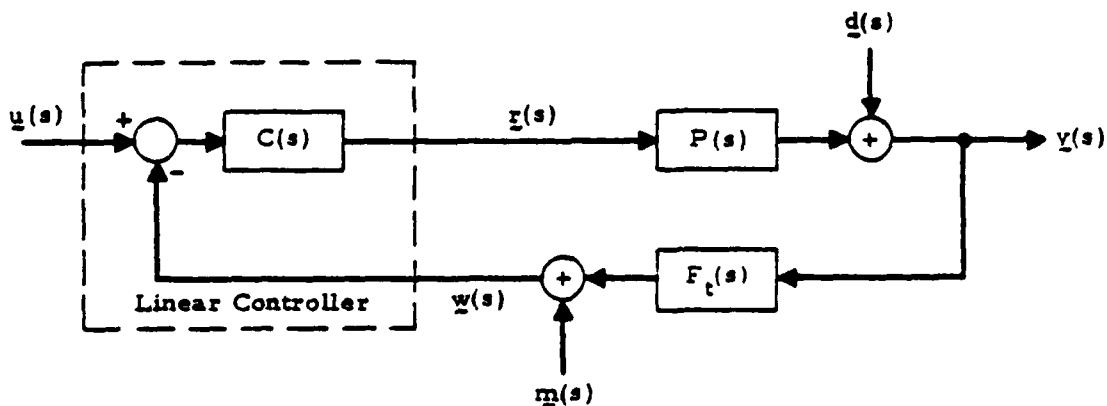 d(s)
u(s)
+
C(s)
r(s)
P(s)
+
y(s)
-
Linear Controller
w(s)
+
F_t(s)
m(s)